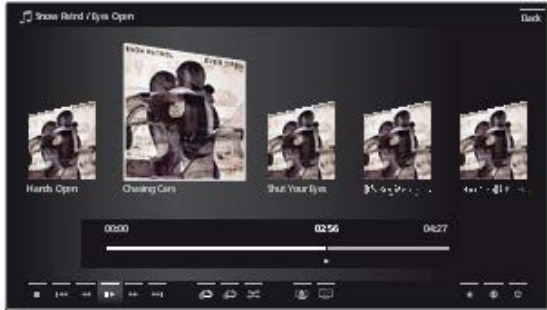 Snow Patrol / Eyes Open
Back
SNOW PATROL
EYES OPEN
Hands Open
Chasing Cars
Shut Your Eyes
00:00
02:56
04:27